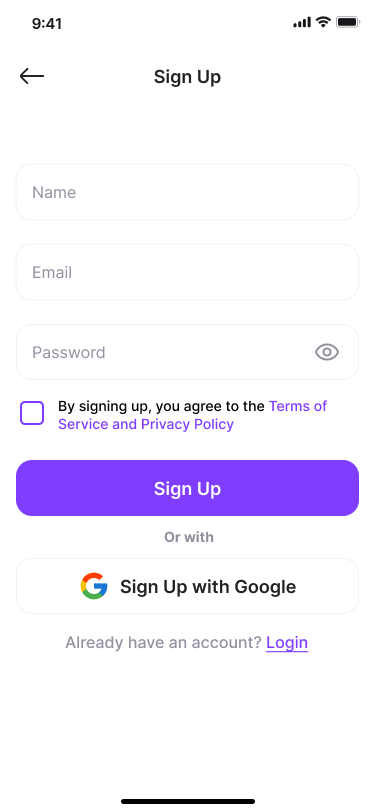 9:41
Sign Up
Name
Email
Password
By signing up, you agree to the Terms of
Service and Privacy Policy
Sign Up
Or with
Sign Up with Google
Already have an account? Login